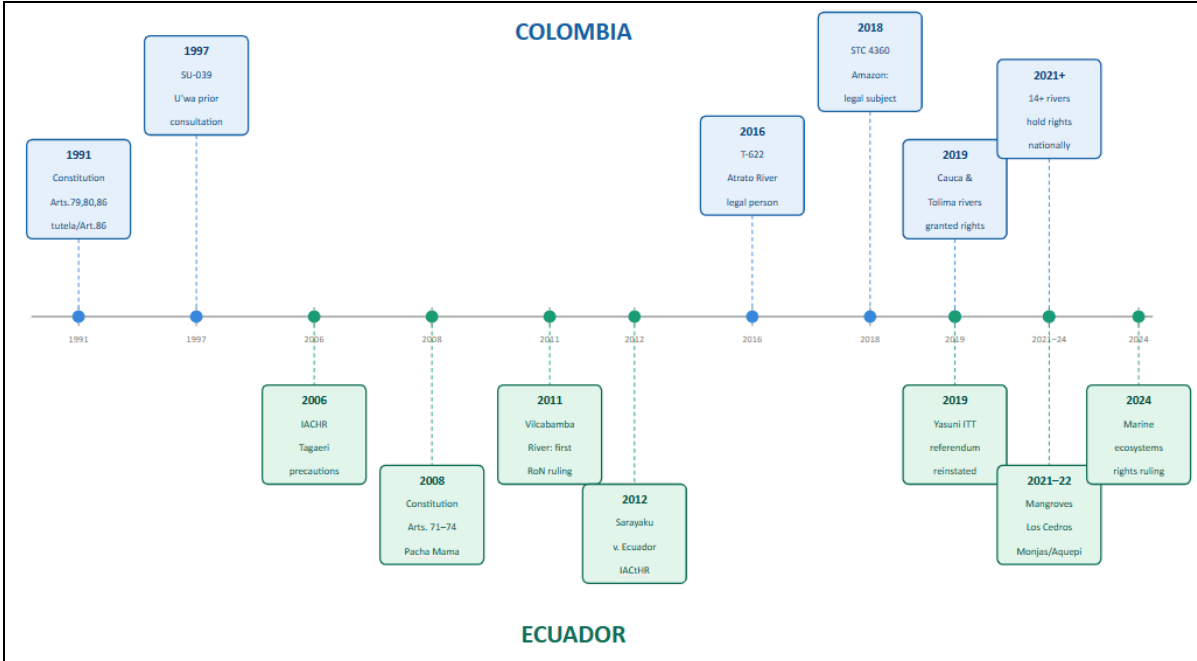 COLOMBIA
1991
Constitution
Arts.79,80,86
tutela/Art.86
1997
SU-039
U'wa prior
consultation
2016
T-622
Atrato River
legal person
2018
STC 4360
Amazon:
legal subject
2019
Cauca &
Tolima rivers
granted rights
2021+
14+ rivers
hold rights
nationally
1991
1997
2006
2008
2011
2012
2016
2018
2019
2021–24
2024
2006
IACHR
Tagaeri
precautions
2008
Constitution
Arts. 71–74
Pacha Mama
2011
Vilcabamba
River: first
RoN ruling
2012
Sarayaku
v. Ecuador
IACtHR
2019
Yasuni ITT
referendum
reinstated
2021–22
Mangroves
Los Cedros
Monjas/Aquepi
2024
Marine
ecosystems
rights ruling
ECUADOR